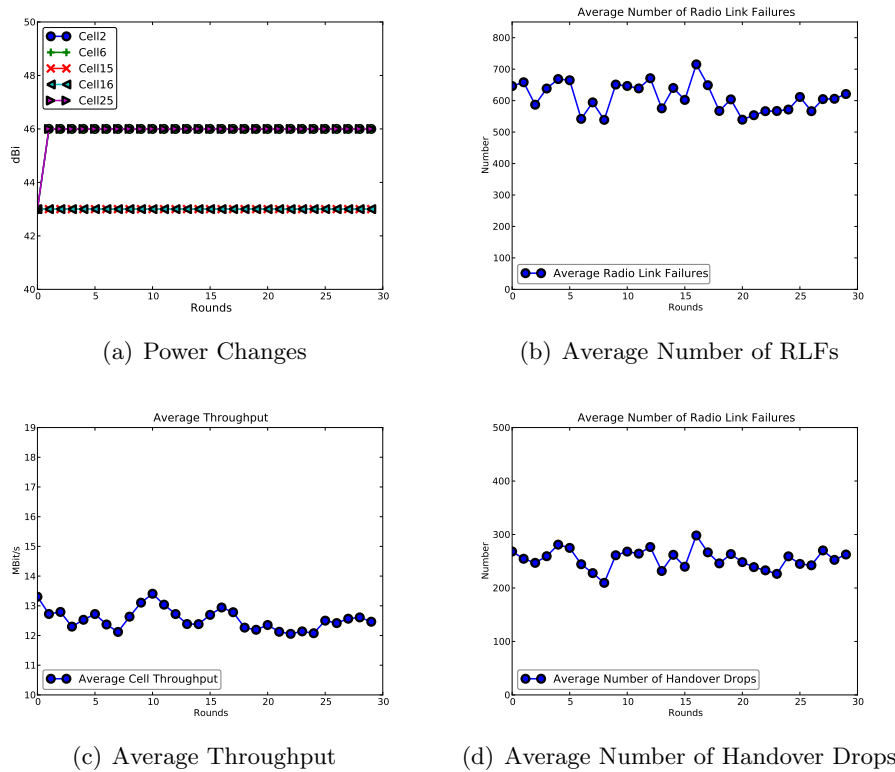 50
48
46
44
42
40
dBi
0
5
10
15
20
25
30
Rounds
Cell2
Cell6
Cell15
Cell16
Cell25
(a) Power Changes
Average Number of Radio Link Failures
800
700
600
500
400
300
200
100
0
Number
0
5
10
15
20
25
30
Rounds
Average Radio Link Failures
(b) Average Number of RLFs
Average Throughput
19
18
17
16
15
14
13
12
11
10
MBit/s
0
5
10
15
20
25
30
Rounds
Average Cell Throughput
(c) Average Throughput
Average Number of Radio Link Failures
500
400
300
200
100
0
Number
0
5
10
15
20
25
30
Rounds
Average Number of Handover Drops
(d) Average Number of Handover Drops